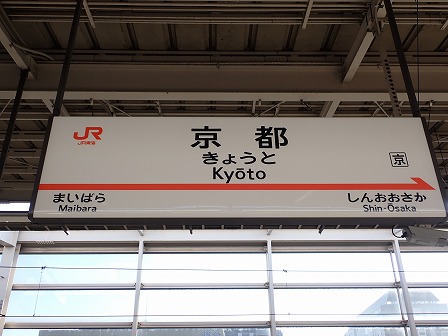 JR
JR東海
京都
きょうと
Kyōto
京
まいばら
Maibara
しんおおさか
Shin-Osaka